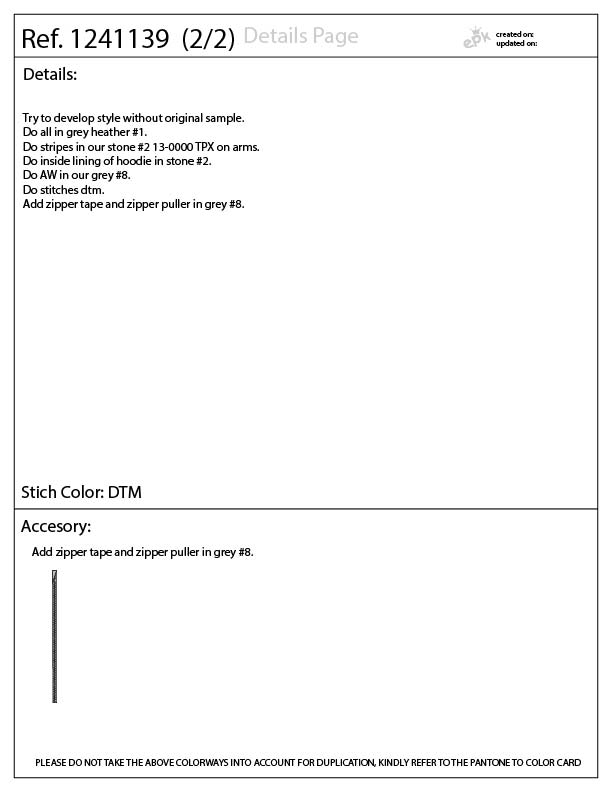 Ref. 1241139 (2/2) Details Page
epk
created on:
updated on:
Details:
Try to develop style without original sample.
Do all in grey heather #1.
Do stripes in our stone #2 13-0000 TPX on arms.
Do inside lining of hoodie in stone #2.
Do AW in our grey #8.
Do stitches dtm.
Add zipper tape and zipper puller in grey #8.
Stich Color: DTM
Accesory:
Add zipper tape and zipper puller in grey #8.
PLEASE DO NOT TAKE THE ABOVE COLORWAYS INTO ACCOUNT FOR DUPLICATION, KINDLY REFER TO THE PANTONE TO COLOR CARD